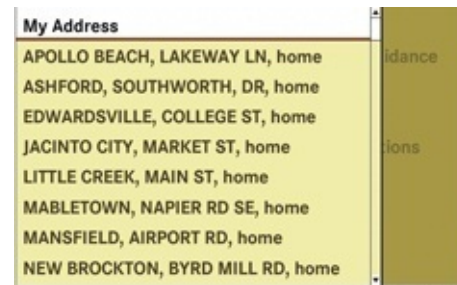 My Address
APOLLO BEACH, LAKEWAY LN, home
idance
ASHFORD, SOUTHWORTH, DR, home
EDWARDSVILLE, COLLEGE ST, home
JACINTO CITY, MARKET ST, home
tions
LITTLE CREEK, MAIN ST, home
MABLETOWN, NAPIER RD SE, home
MANSFIELD, AIRPORT RD, home
NEW BROCKTON, BYRD MILL RD, home